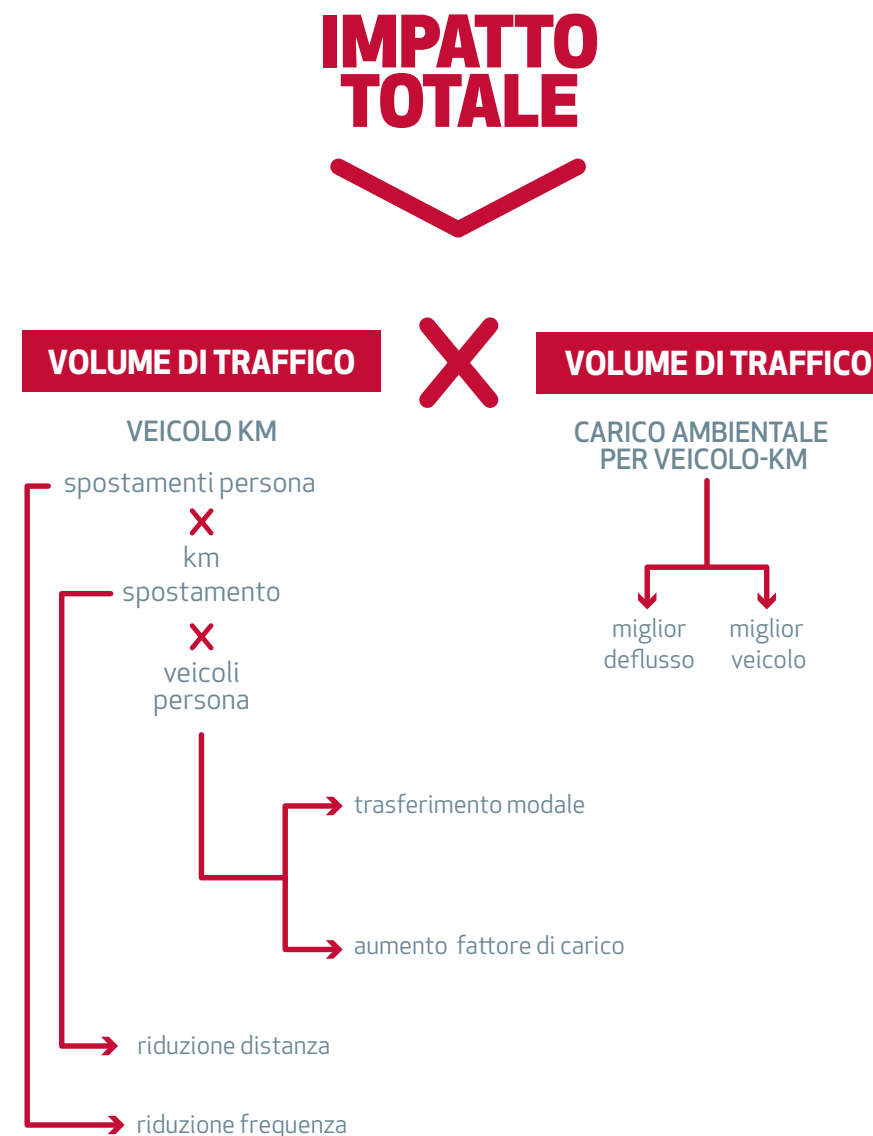 IMPATTO
TOTALE
VOLUME DI TRAFFICO
VEICOLO KM
spostamenti persona
km
spostamento
veicoli
persona
VOLUME DI TRAFFICO
CARICO AMBIENTALE
PER VEICOLO-KM
miglior
deflusso
miglior
veicolo
trasferimento modale
aumento fattore di carico
riduzione distanza
riduzione frequenza